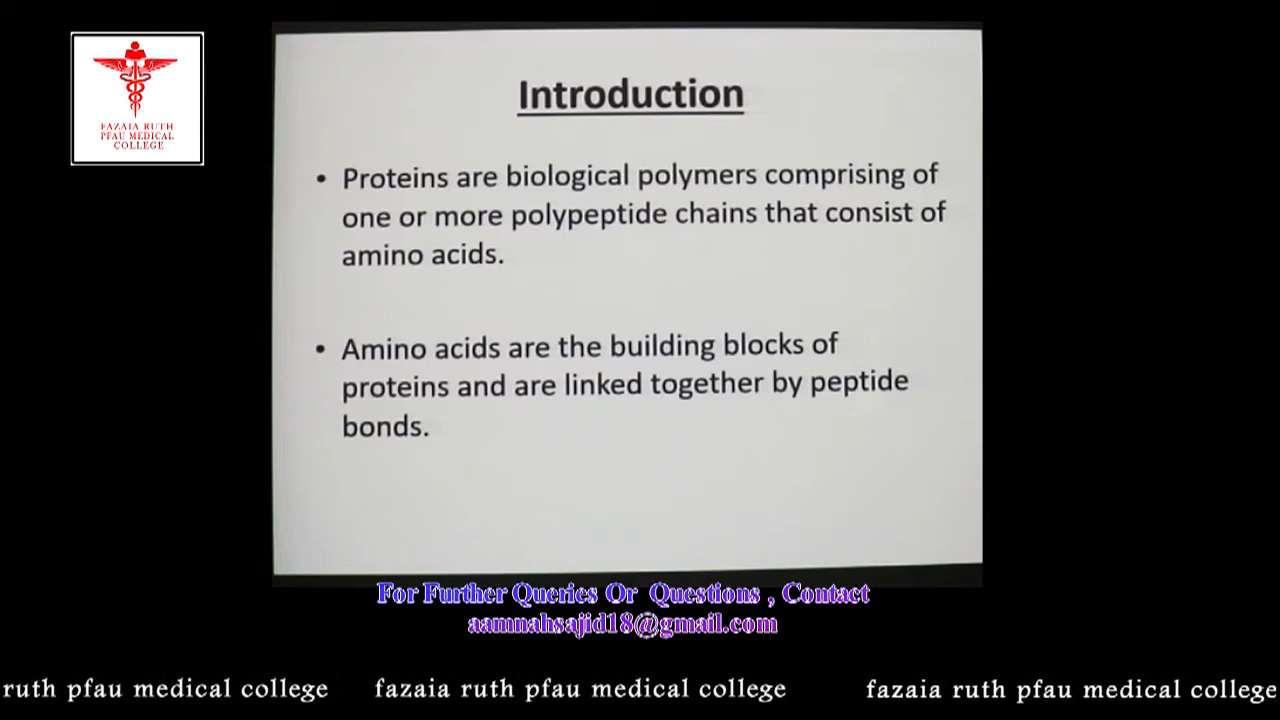 FAZAIA RUTH
PFAU MEDICAL
COLLEGE
Introduction
• Proteins are biological polymers comprising of
one or more polypeptide chains that consist of
amino acids.
• Amino acids are the building blocks of
proteins and are linked together by peptide
bonds.
For Further Queries Or Questions , Contact
aamnahsajid18@gmail.com
ruth pfau medical college fazaia ruth pfau medical college fazaia ruth pfau medical college